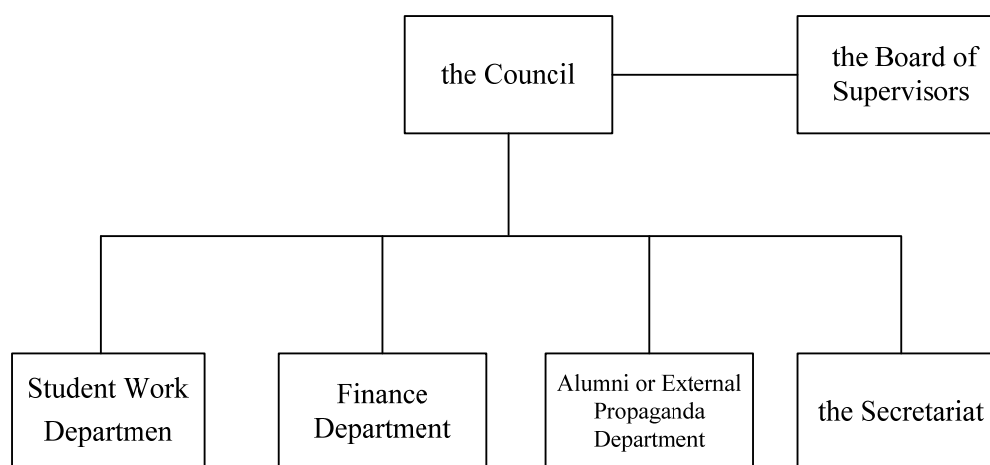 the Council
the Board of
Supervisors
Student Work
Departmen
Finance
Department
Alumni or External
Propaganda
Department
the Secretariat